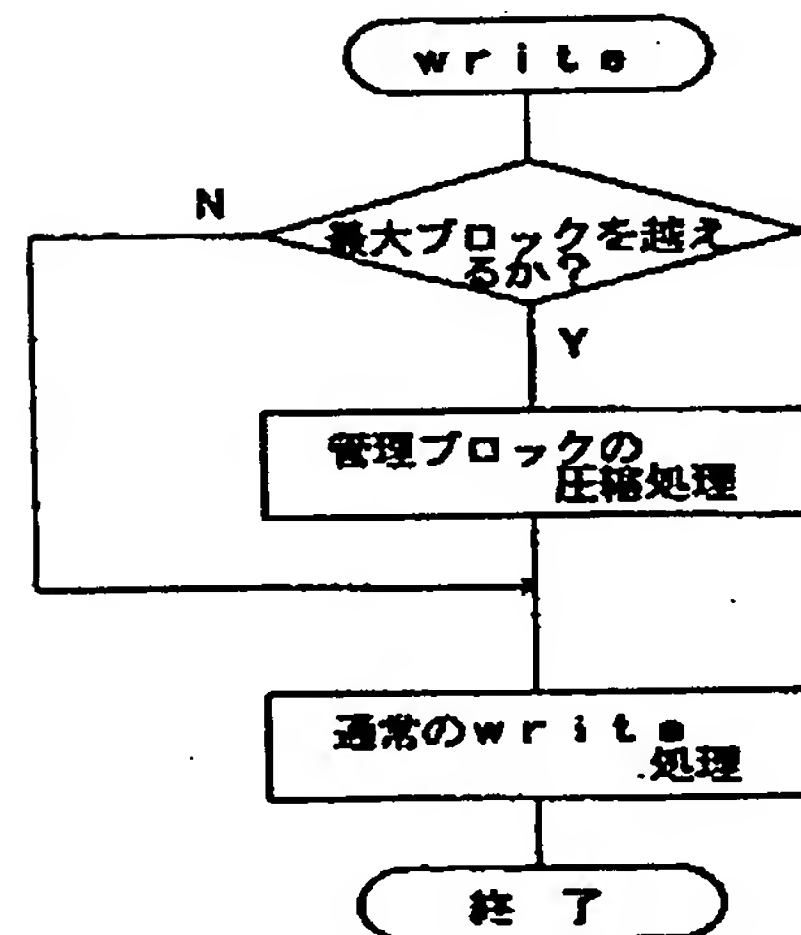 write
N
最大ブロックを越え
るか?
Y
管理ブロックの
圧縮処理
通常のwrite
処理
終 了